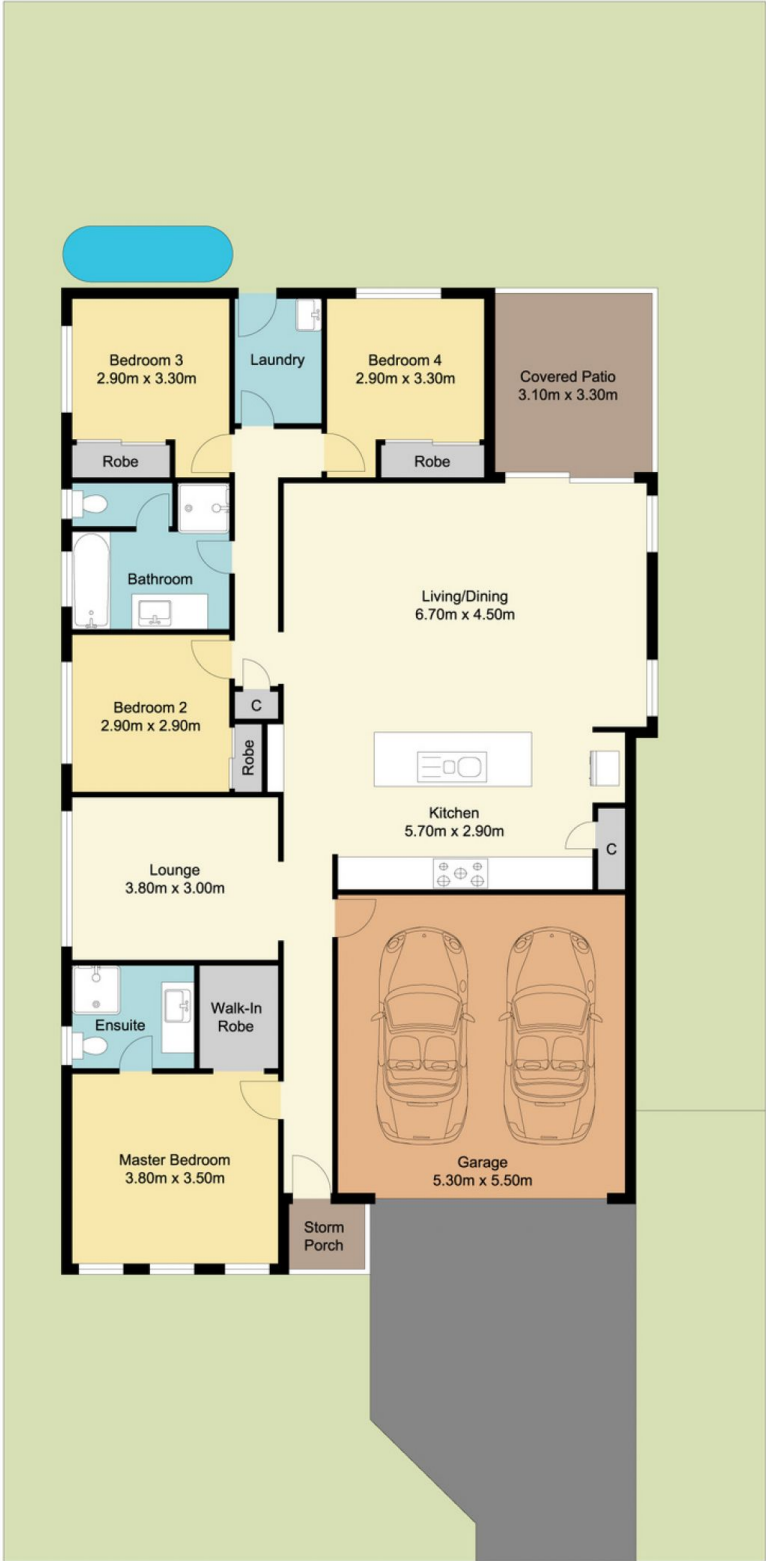 Bedroom 3
2.90m x 3.30m
Laundry
Bedroom 4
2.90m x 3.30m
Covered Patio
3.10m x 3.30m
Robe
Robe
Bathroom
Living/Dining
6.70m x 4.50m
Bedroom 2
2.90m x 2.90m
C
Robe
Kitchen
5.70m x 2.90m
C
Lounge
3.80m x 3.00m
Ensuite
Walk-In
Robe
Master Bedroom
3.80m x 3.50m
Garage
5.30m x 5.50m
Storm
Porch